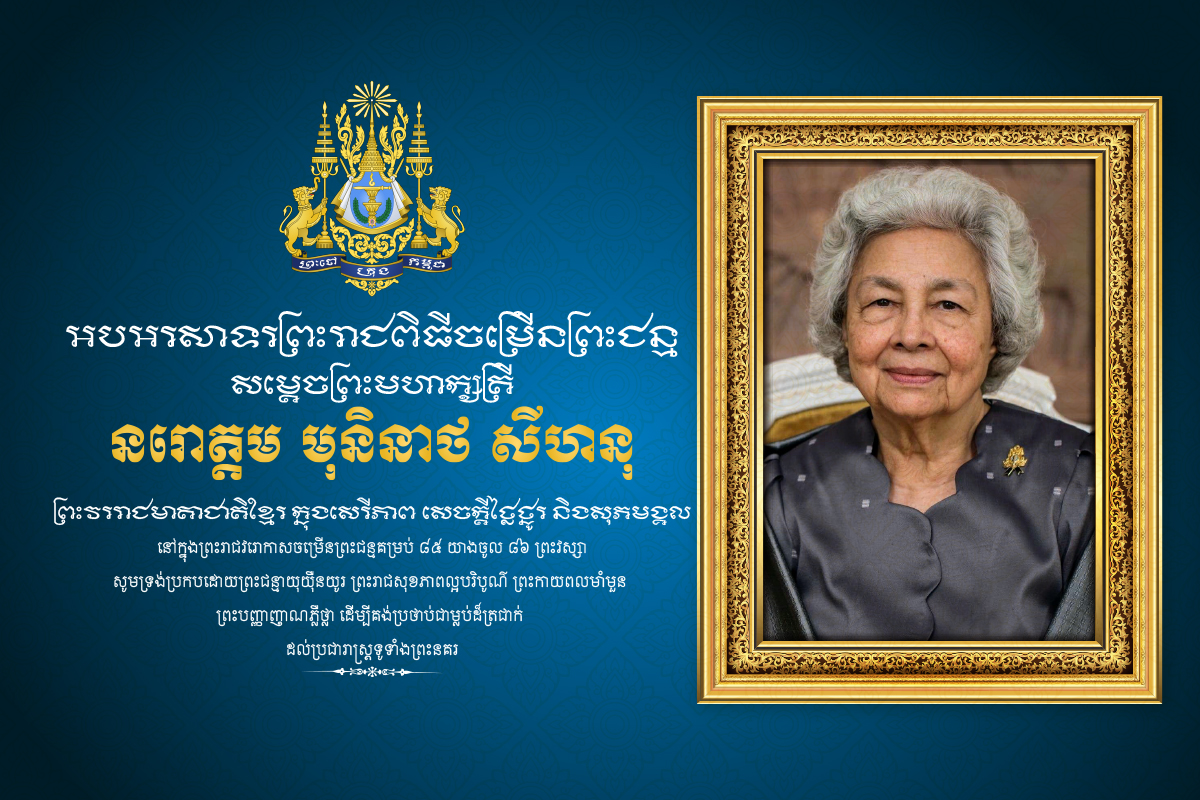 ព្រះចៅ ក្រុង កម្ពុជា
អបអរសាទរព្រះរាជពិធីចម្រើនព្រះជន្ម
សម្តេចព្រះមហាក្សត្រី
នរោត្តម មុនិនាថ សីហនុ
ព្រះវររាជមាតាជាតិខ្មែរ ក្នុងសេរីភាព សេចក្តីថ្លៃថ្នូរ និងសុភមង្គល
នៅក្នុងព្រះរាជវរោកាសចម្រើនព្រះជន្មគម្រប់ ៨៥ យាងចូល ៨៦ ព្រះវស្សា
សូមទ្រង់ប្រកបដោយព្រះជន្មាយុយ៉ឺនយូរ ព្រះរាជសុខភាពល្អបរិបូណ៌ ព្រះកាយពលមាំមួន
ព្រះបញ្ញាញាណភ្លឺថ្លា ដើម្បីគង់ប្រថាប់ជាម្លប់ដ៏ត្រជាក់
ដល់ប្រជារាស្ត្រទូទាំងព្រះនគរ